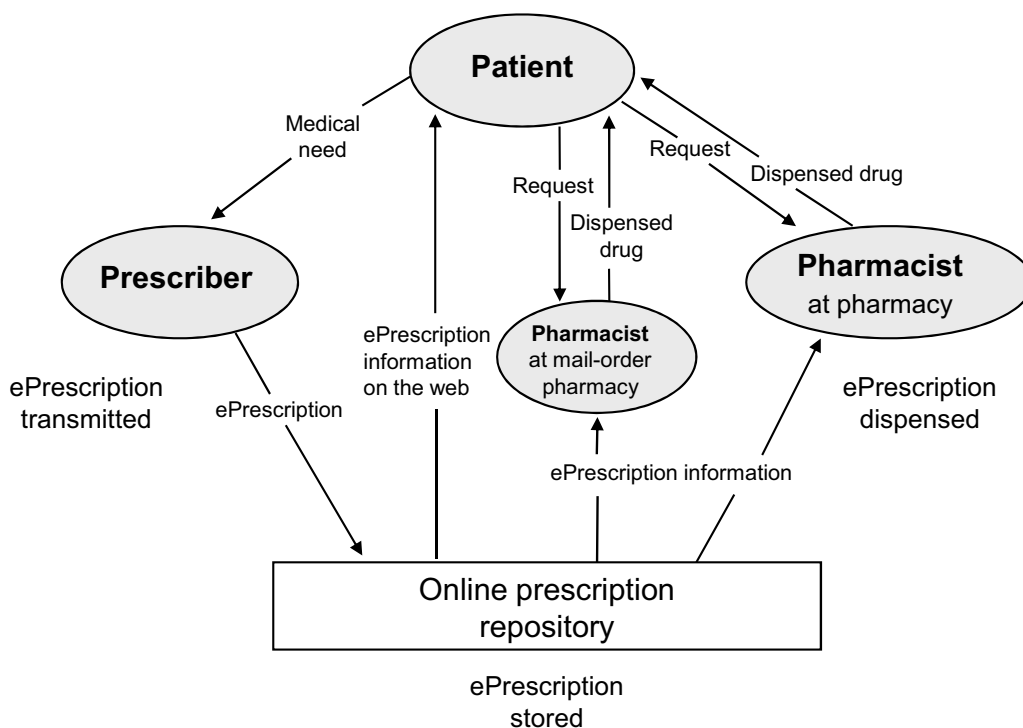 Patient
Medical
need
Request
Dispensed drug
Request
Dispensed
drug
Prescriber
Pharmacist
at pharmacy
ePrescription
information
on the web
Pharmacist
at mail-order
pharmacy
ePrescription
transmitted
ePrescription
ePrescription
dispensed
ePrescription information
Online prescription
repository
ePrescription
stored